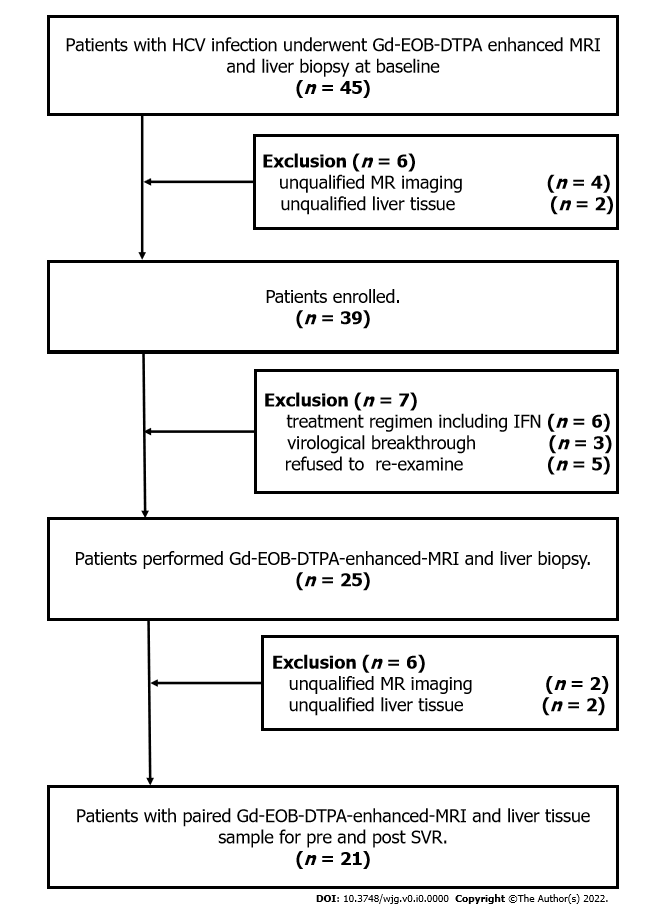 Patients with HCV infection underwent Gd-EOB-DTPA enhanced MRI
and liver biopsy at baseline
(n = 45)
Exclusion (n = 6)
unqualified MR imaging (n = 4)
unqualified liver tissue (n = 2)
Patients enrolled.
(n = 39)
Exclusion (n = 7)
treatment regimen including IFN (n = 6)
virological breakthrough (n = 3)
refused to re-examine (n = 5)
Patients performed Gd-EOB-DTPA-enhanced-MRI and liver biopsy.
(n = 25)
Exclusion (n = 6)
unqualified MR imaging (n = 2)
unqualified liver tissue (n = 2)
Patients with paired Gd-EOB-DTPA-enhanced-MRI and liver tissue
sample for pre and post SVR.
(n = 21)
DOI: 10.3748/wjg.v0.i0.0000 Copyright ©The Author(s) 2022.